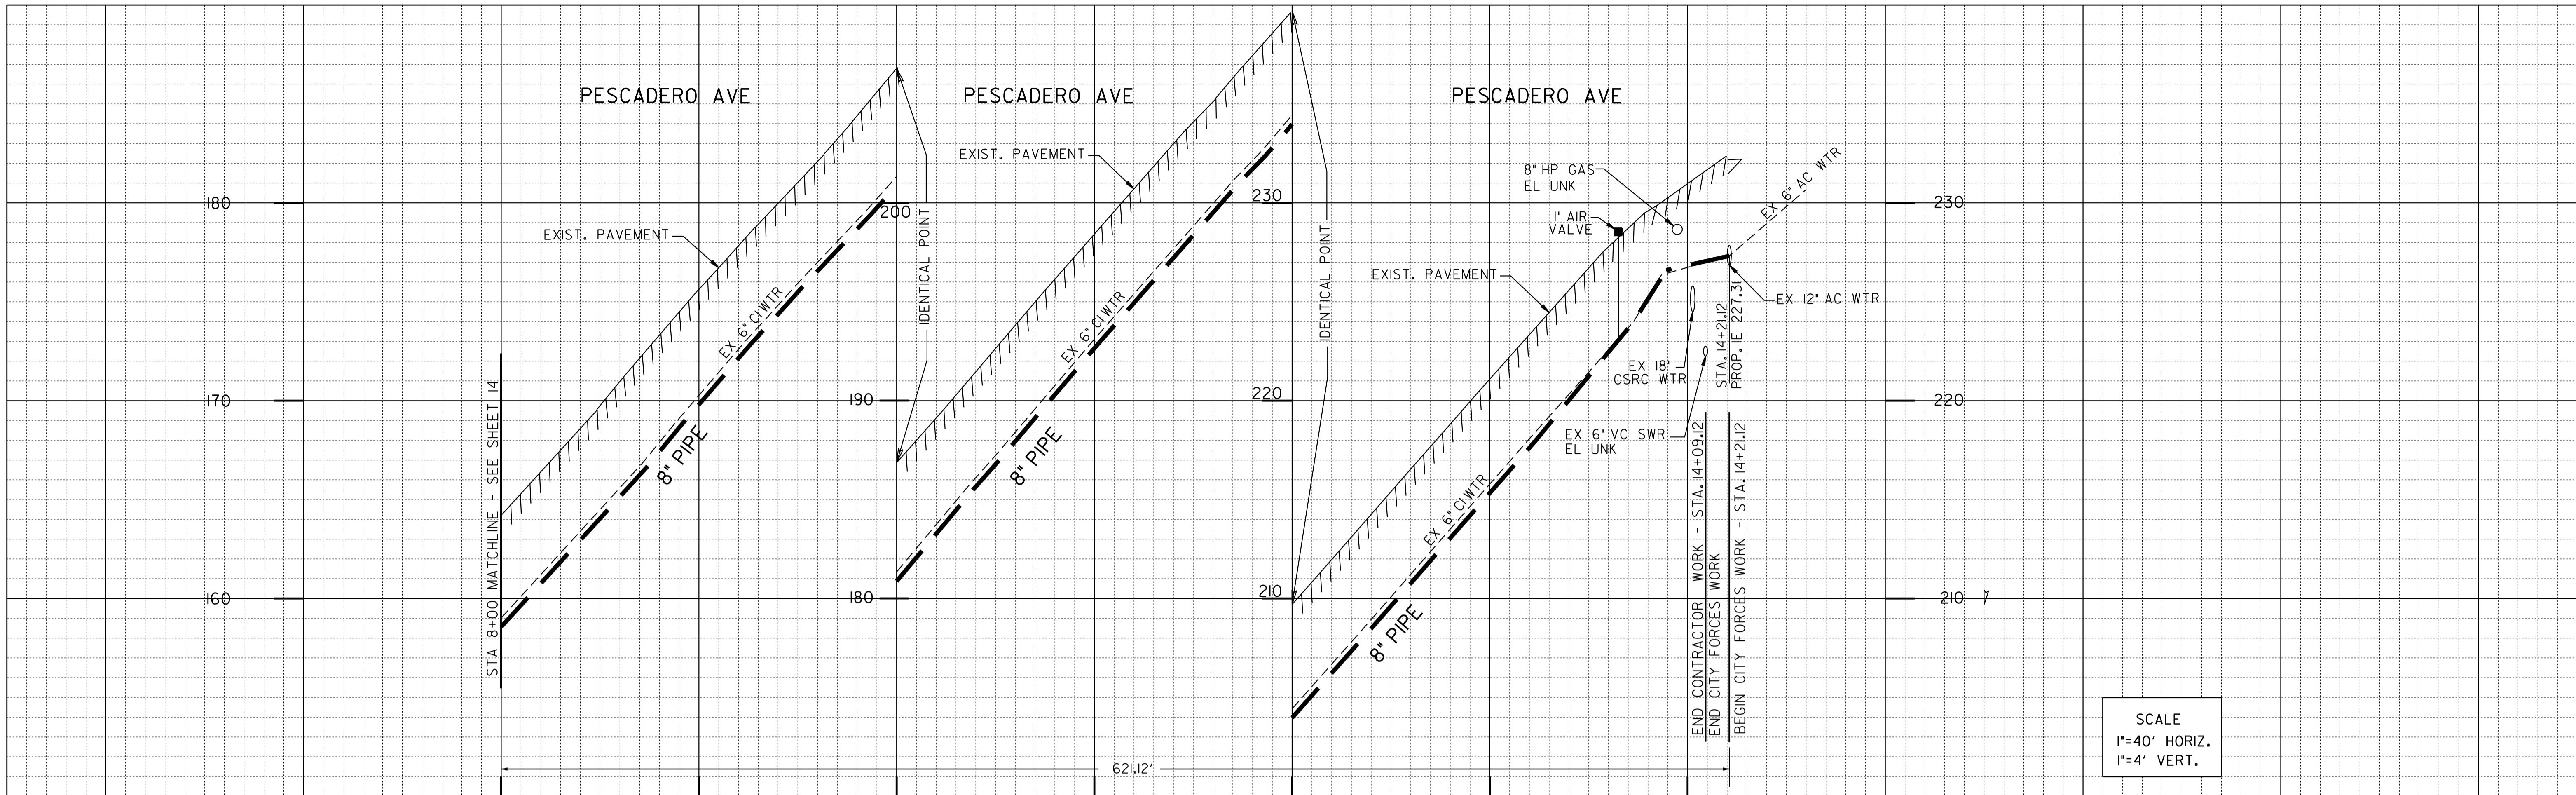 PESCADERO AVE
PESCADERO AVE
PESCADERO AVE
EXIST. PAVEMENT
EXIST. PAVEMENT
EXIST. PAVEMENT
8" HP GAS
EL UNK
1" AIR
VALVE
EX 6" AC WTR
EX 12" AC WTR
EX 18"
CSRC WTR
EX 6" VC SWR
EL UNK
STA. 14+21.12
PROP. IE 227.31
180
170
160
200
190
180
230
220
210
230
220
210
IDENTICAL POINT
IDENTICAL POINT
EX 6" CI WTR
EX 6" CI WTR
EX 6" CI WTR
8" PIPE
8" PIPE
8" PIPE
STA 8+00 MATCHLINE - SEE SHEET 14
END CONTRACTOR WORK - STA. 14+09.12
END CITY FORCES WORK
BEGIN CITY FORCES WORK - STA. 14+21.12
621.12'
SCALE
1"=40' HORIZ.
1"=4' VERT.